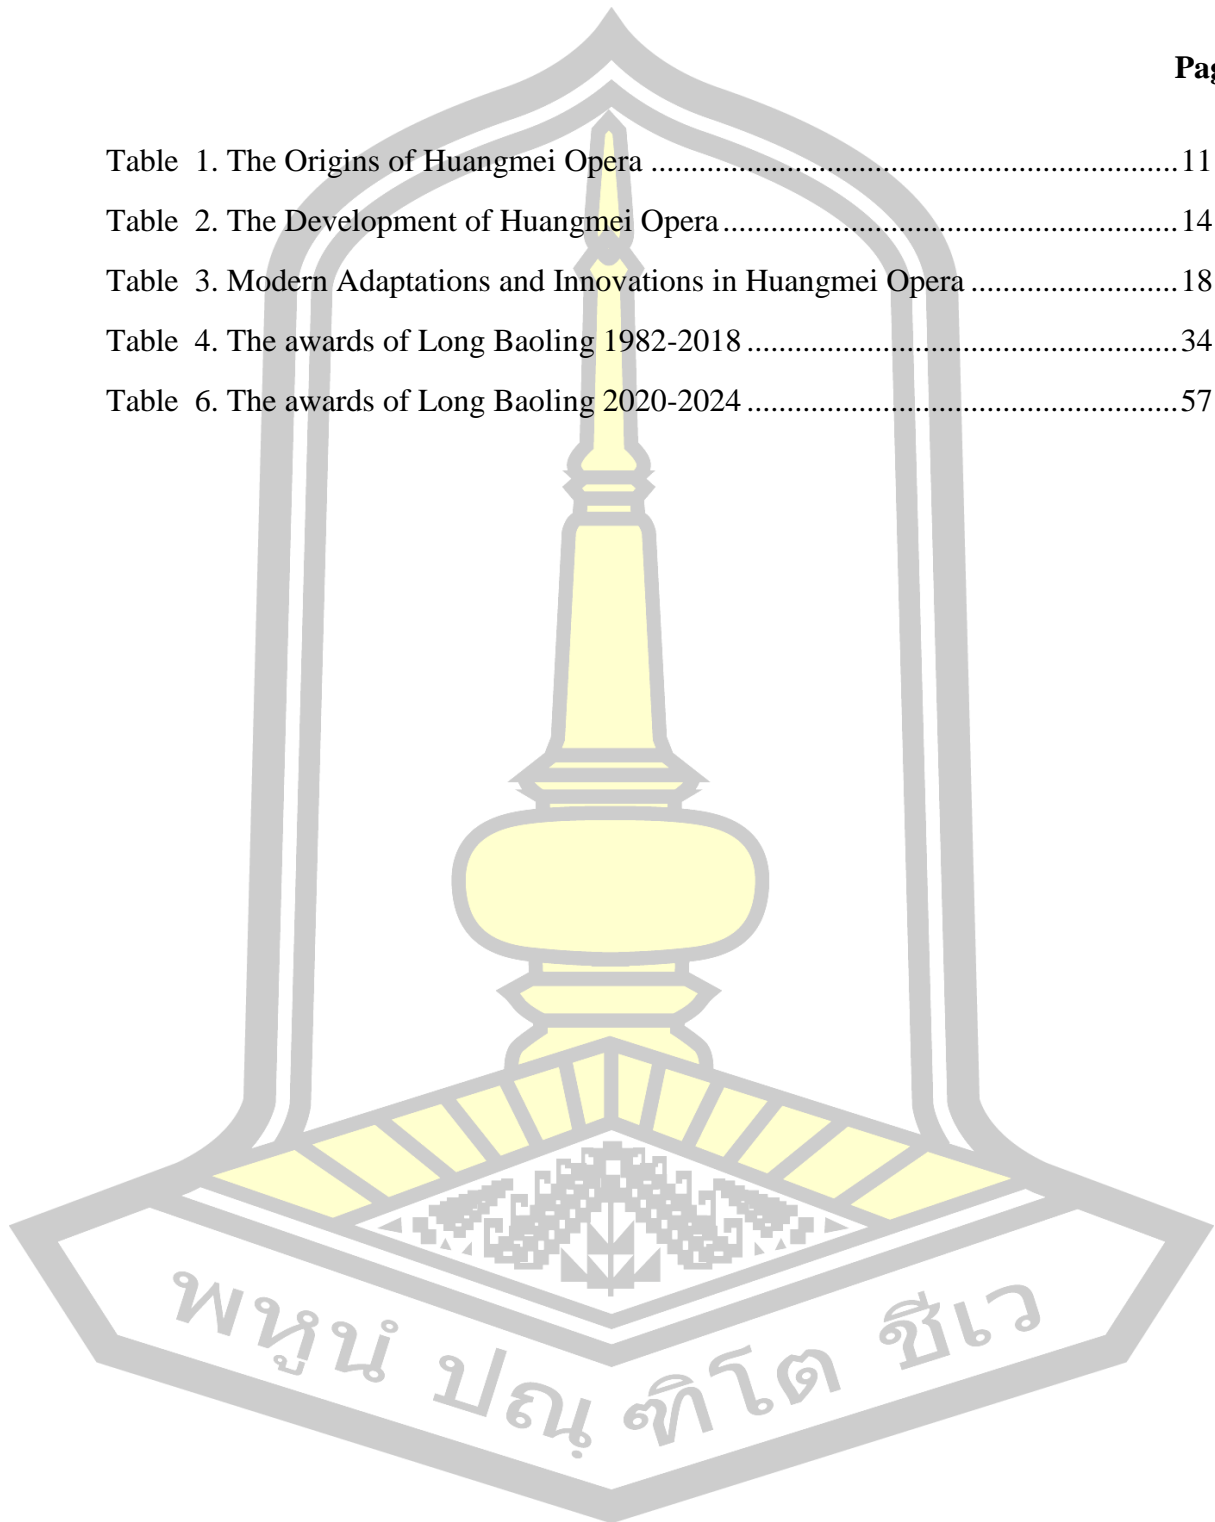 Pag
Table 1. The Origins of Huangmei Opera ........................................................................ 11
Table 2. The Development of Huangmei Opera ........................................................................ 14
Table 3. Modern Adaptations and Innovations in Huangmei Opera .......................... 18
Table 4. The awards of Long Baoling 1982-2018 ...................................................... 34
Table 6. The awards of Long Baoling 2020-2024 ...................................................... 57
พหูนํ ปณฺฑิโต ชีเว